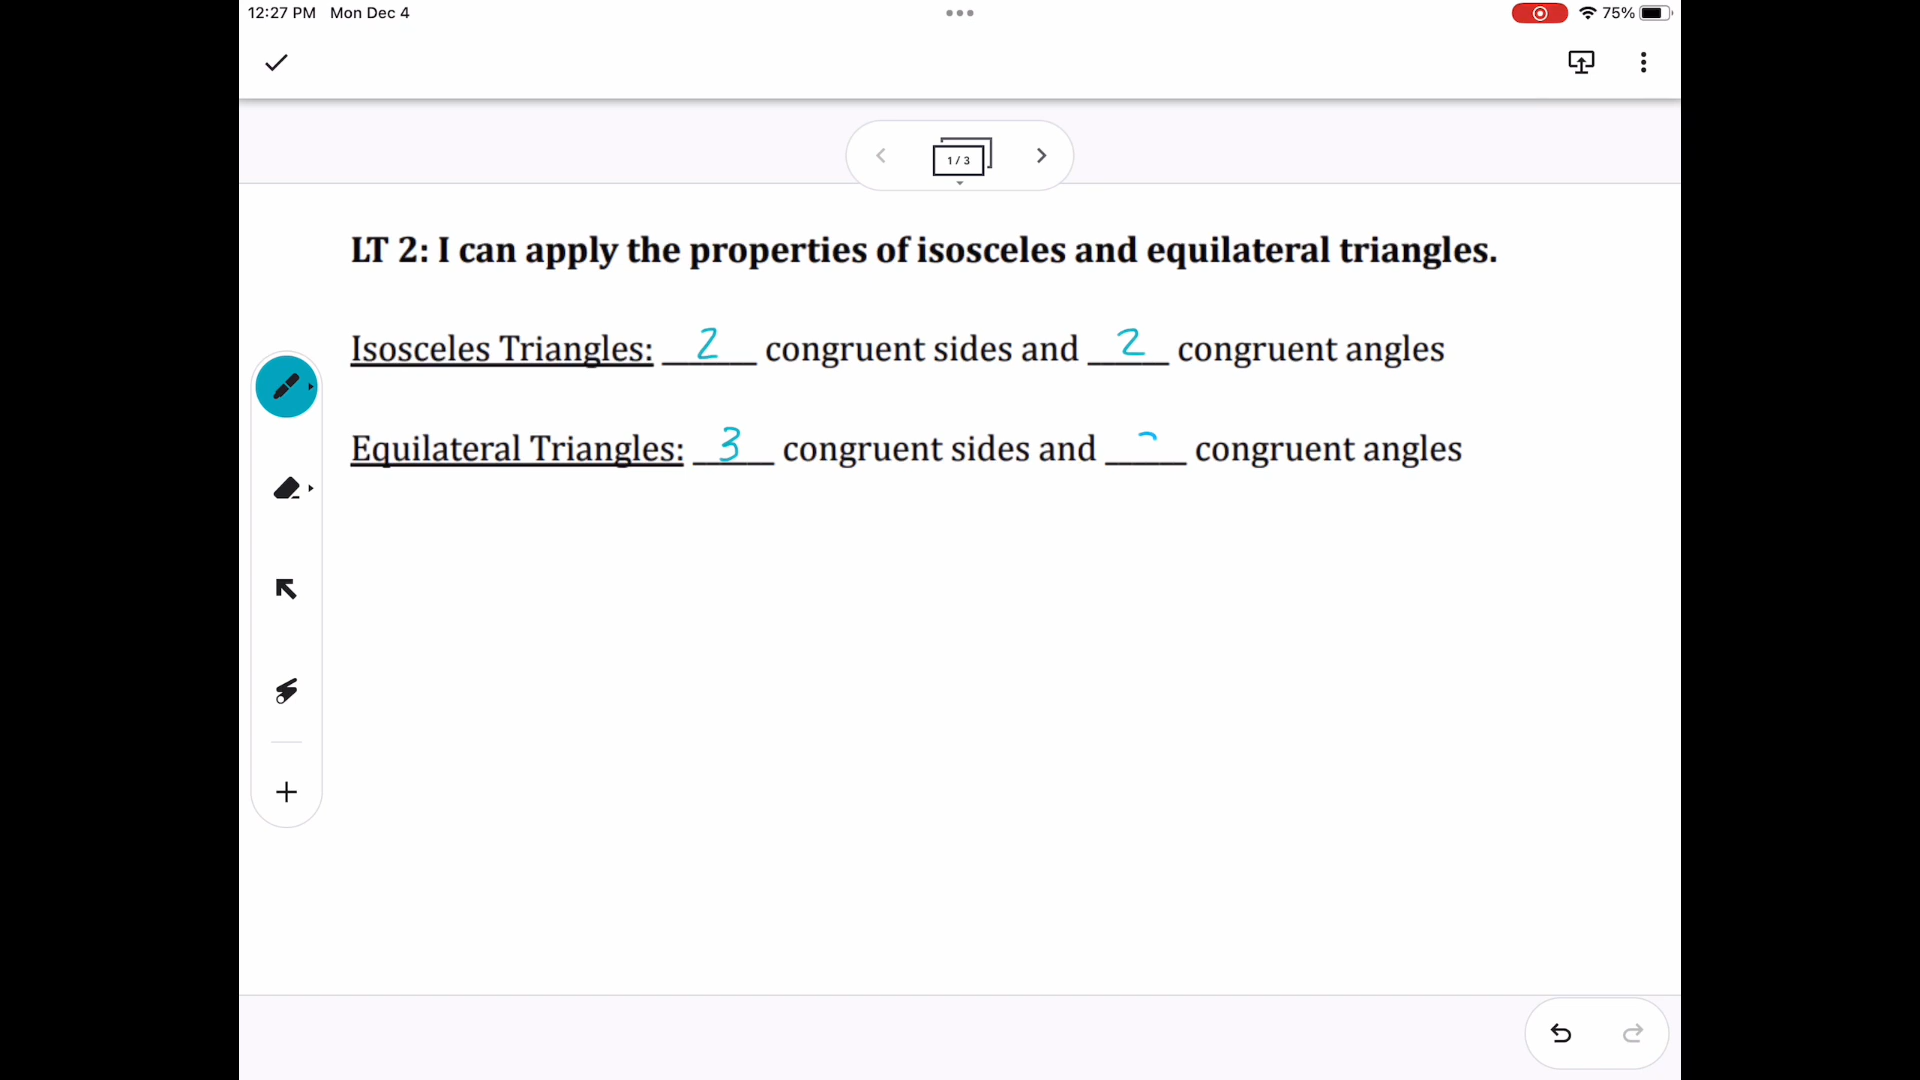 12:27 PM Mon Dec 4
75%
1 / 3
LT 2: I can apply the properties of isosceles and equilateral triangles.
Isosceles Triangles: 2 congruent sides and 2 congruent angles
Equilateral Triangles: 3 congruent sides and ____ congruent angles